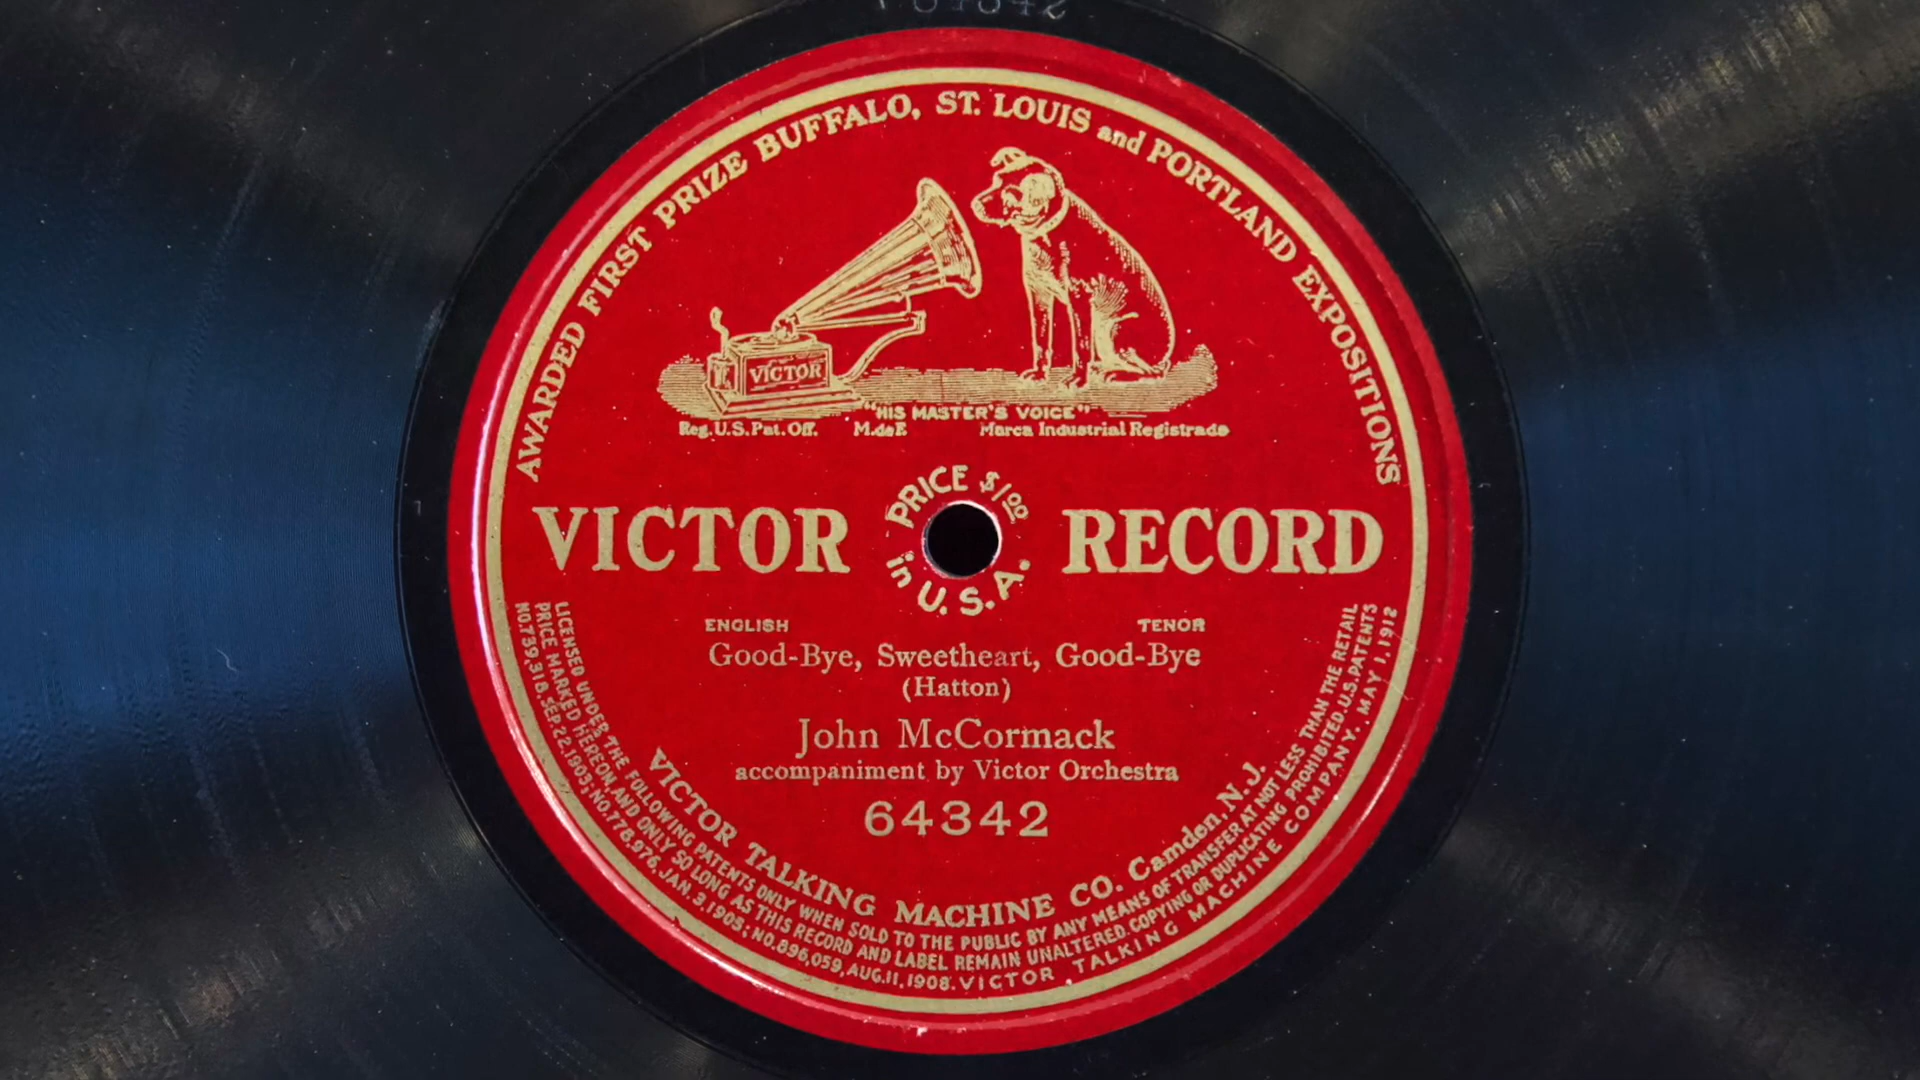 64342
AWARDED FIRST PRIZE BUFFALO, ST. LOUIS and PORTLAND EXPOSITIONS
VICTOR
"HIS MASTER'S VOICE"
Reg. U.S. Pat. Off. M. de F. Marca Industrial Registrada
PRICE $1.00
VICTOR RECORD
in U.S.A.
ENGLISH TENOR
Good-Bye, Sweetheart, Good-Bye
(Hatton)
John McCormack
accompaniment by Victor Orchestra
64342
VICTOR TALKING MACHINE CO. Camden, N.J.
LICENSED UNDER THE FOLLOWING PATENTS ONLY WHEN SOLD TO THE PUBLIC BY ANY MEANS OF TRANSFER AT NOT LESS THAN THE RETAIL
PRICE MARKED HEREON, AND ONLY SO LONG AS THIS RECORD AND LABEL REMAIN UNALTERED. COPYING OR DUPLICATING PROHIBITED. U.S. PATENTS
NO. 739,318. SEP. 22, 1903; NO. 778,976, JAN. 3, 1905; NO. 896,059, AUG. 11, 1908. VICTOR TALKING MACHINE COMPANY. MAY 1, 1912